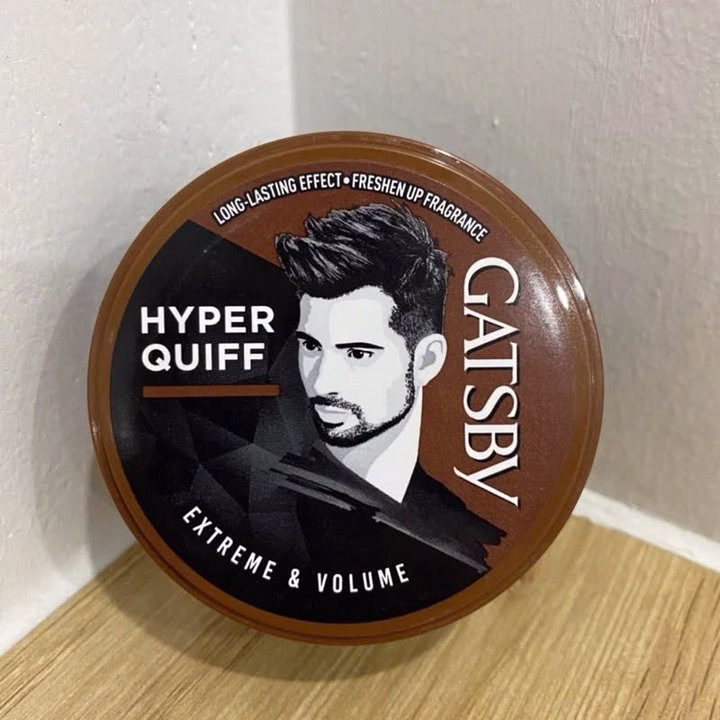 LONG-LASTING EFFECT • FRESHEN UP FRAGRANCE
HYPER
QUIFF
GATSBY
EXTREME & VOLUME